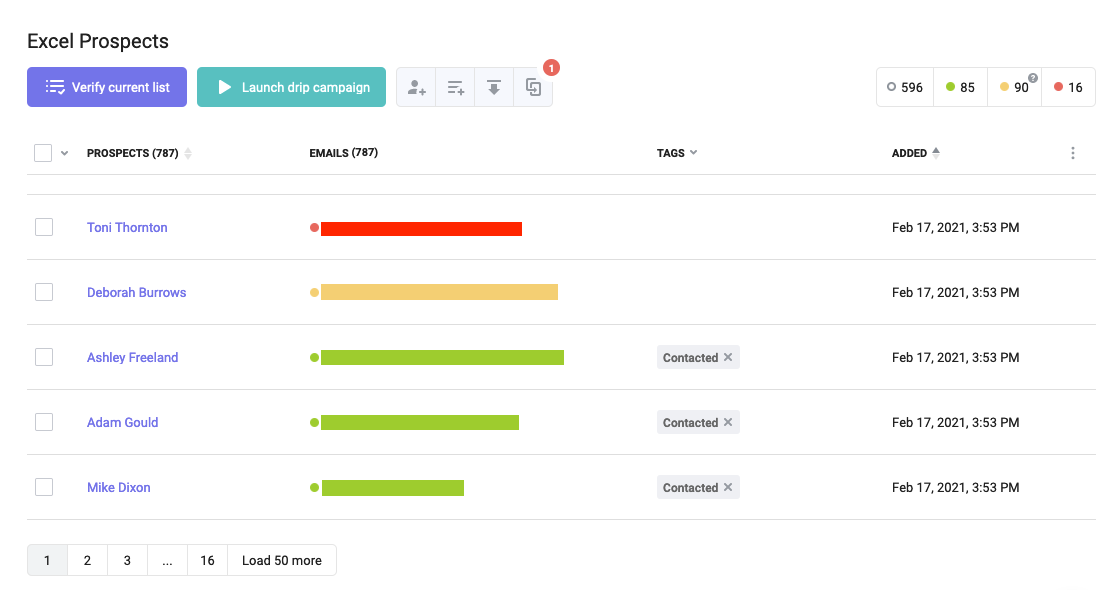 Excel Prospects
Verify current list Launch drip campaign 1 596 85 90 ? 16
PROSPECTS (787) EMAILS (787) TAGS ADDED
Toni Thornton Feb 17, 2021, 3:53 PM
Deborah Burrows Feb 17, 2021, 3:53 PM
Ashley Freeland Contacted Feb 17, 2021, 3:53 PM
Adam Gould Contacted Feb 17, 2021, 3:53 PM
Mike Dixon Contacted Feb 17, 2021, 3:53 PM
1 2 3 ... 16 Load 50 more